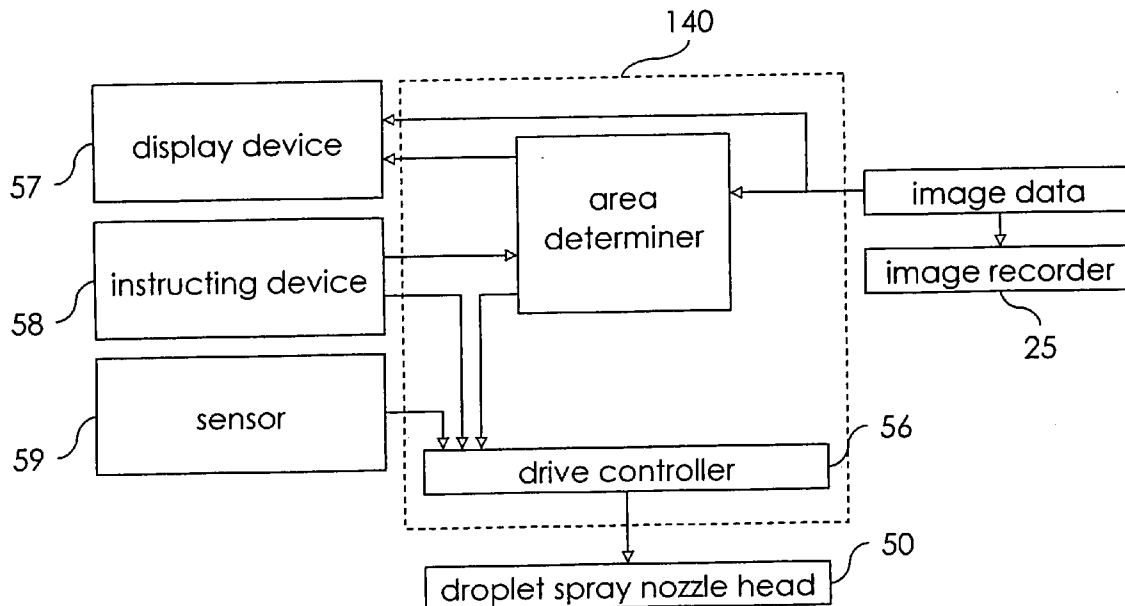 140
display device
57
area
determiner
image data
instructing device
58
image recorder
25
sensor
59
56
drive controller
50
droplet spray nozzle head